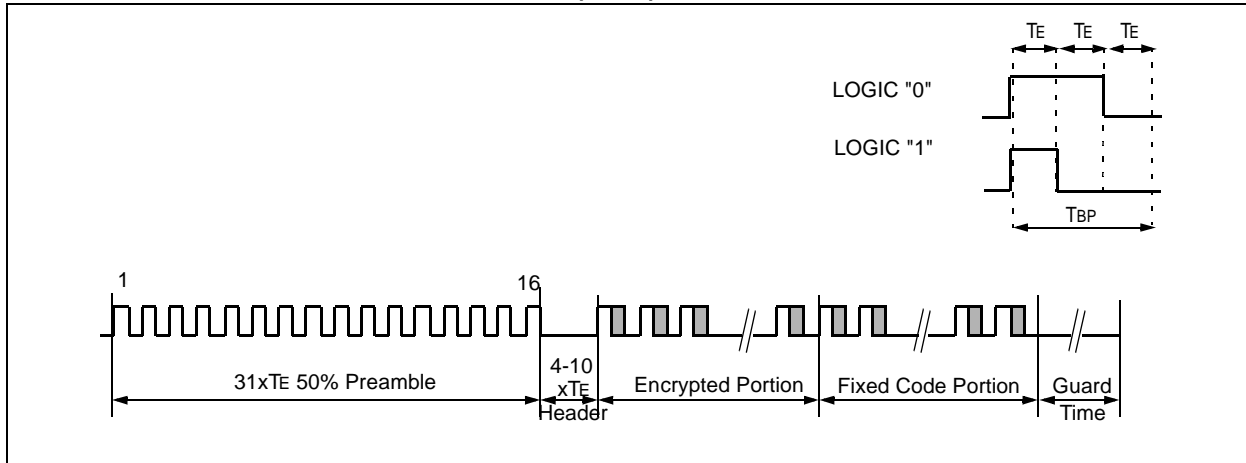 TE TE TE
LOGIC "0"
LOGIC "1"
TBP
1
16
31xTE 50% Preamble
4-10
xTE
Header
Encrypted Portion
Fixed Code Portion
Guard
Time